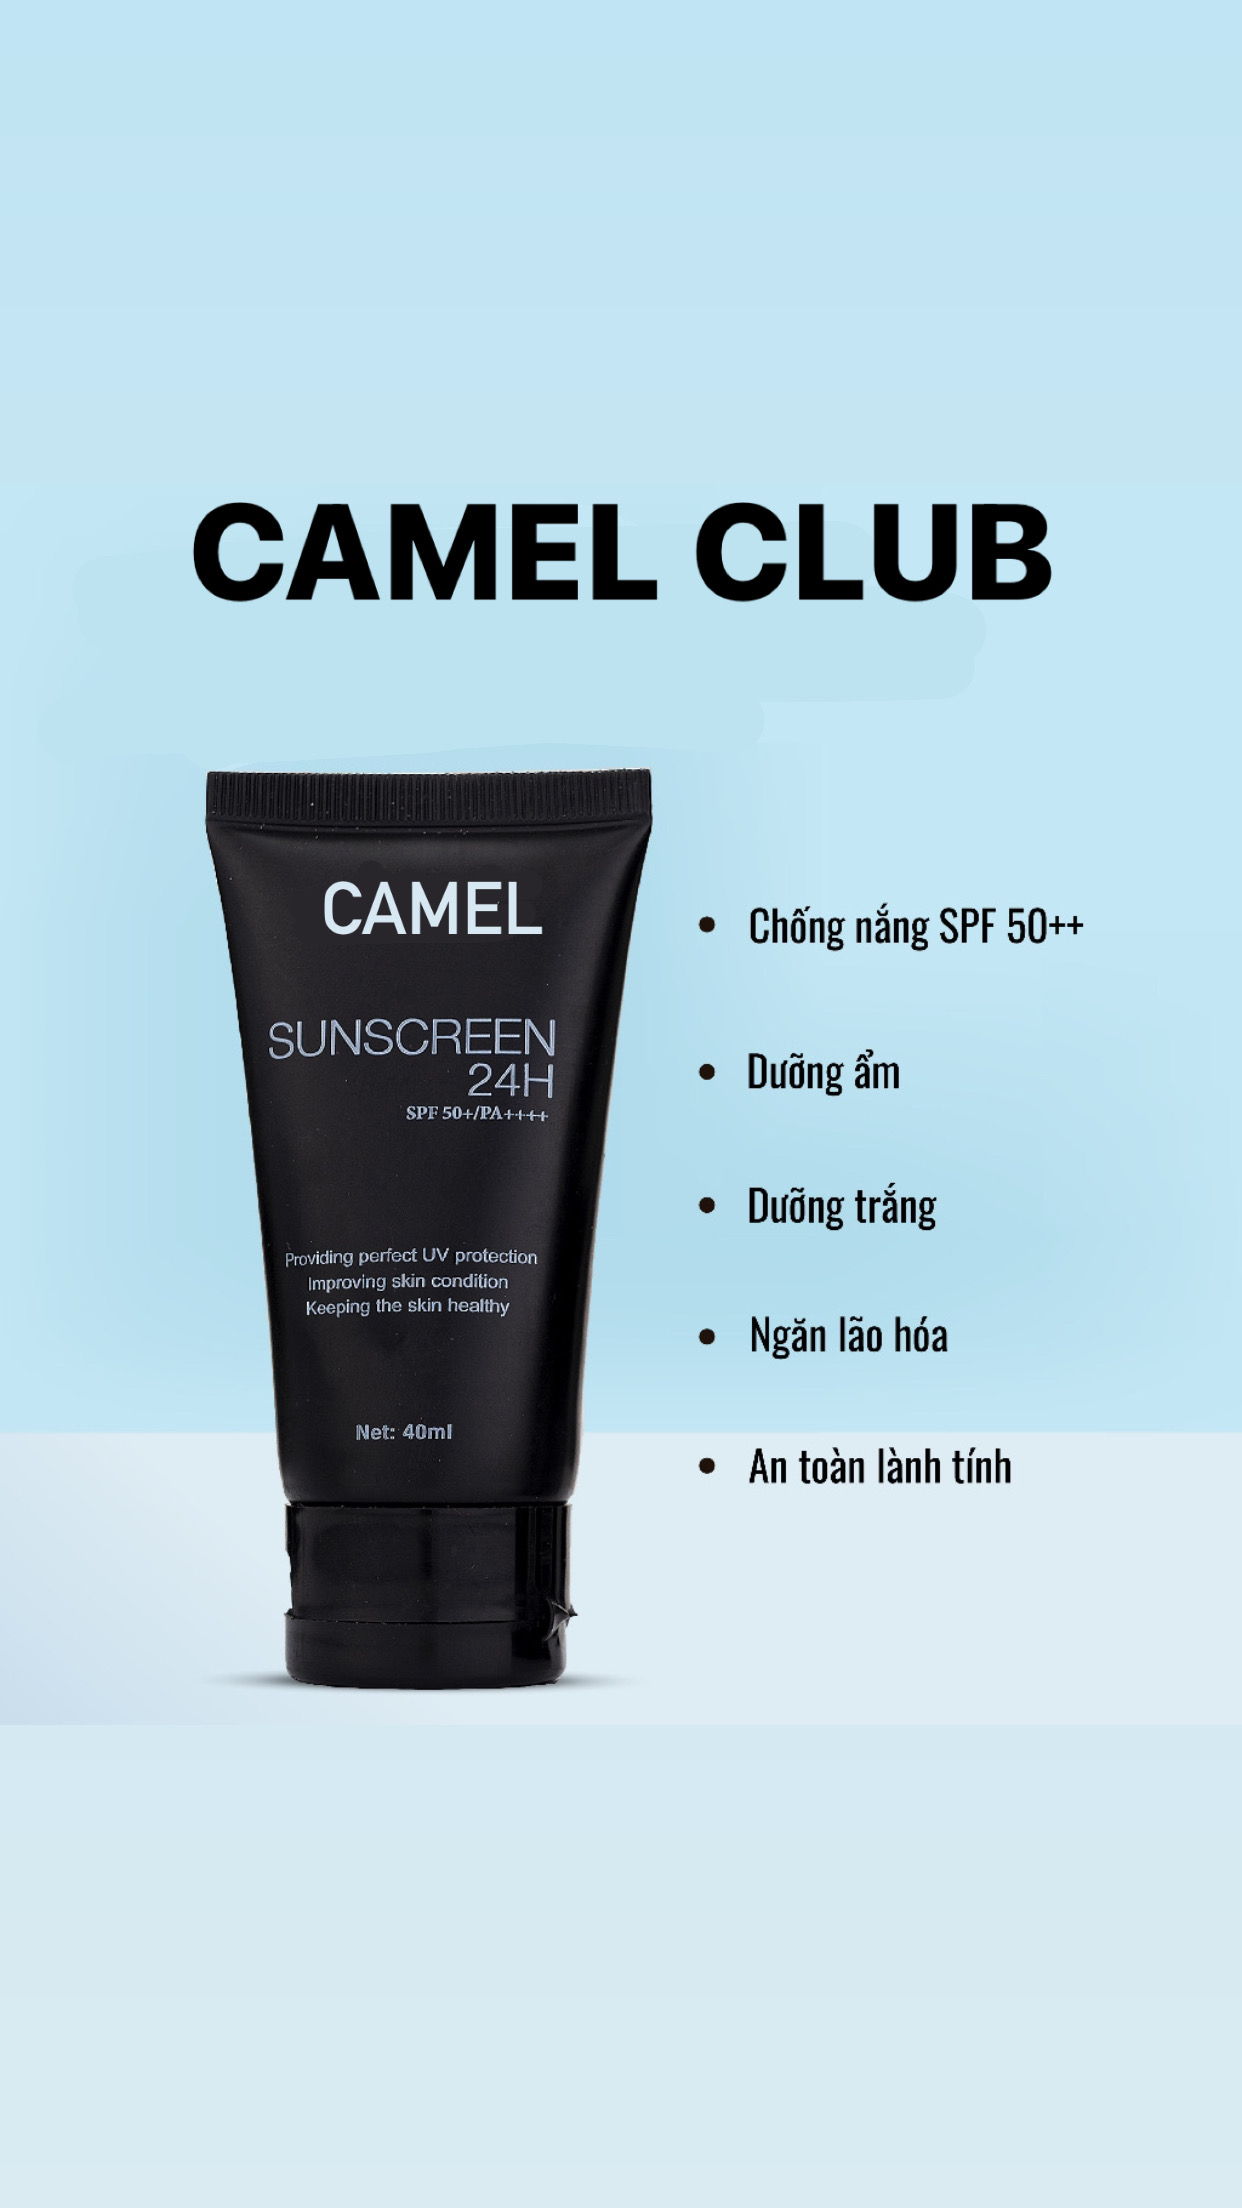 CAMEL CLUB
CAMEL
SUNSCREEN
24H
SPF 50+/PA++++
Providing perfect UV protection
Improving skin condition
Keeping the skin healthy
Net: 40ml
• Chống nắng SPF 50++
• Dưỡng ẩm
• Dưỡng trắng
• Ngăn lão hóa
• An toàn lành tính